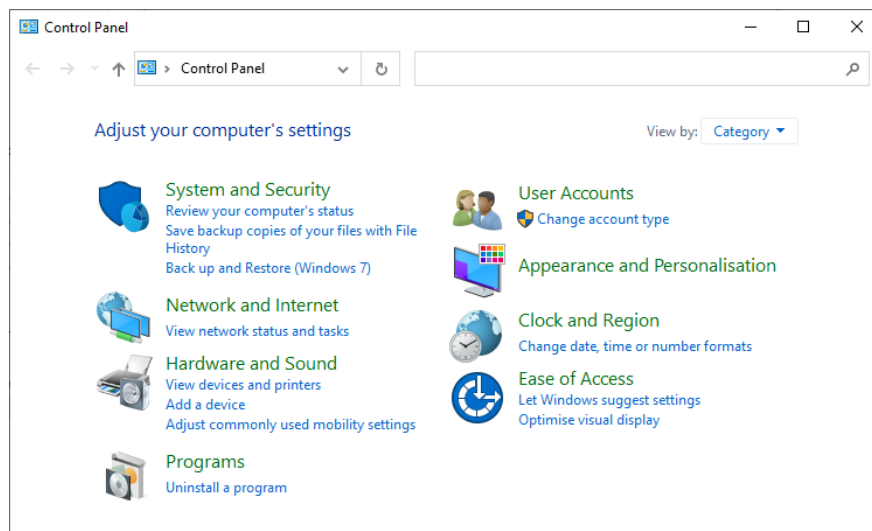 Control Panel
Control Panel
Adjust your computer's settings
View by: Category
System and Security
Review your computer's status
Save backup copies of your files with File
History
Back up and Restore (Windows 7)
Network and Internet
View network status and tasks
Hardware and Sound
View devices and printers
Add a device
Adjust commonly used mobility settings
Programs
Uninstall a program
User Accounts
Change account type
Appearance and Personalisation
Clock and Region
Change date, time or number formats
Ease of Access
Let Windows suggest settings
Optimise visual display